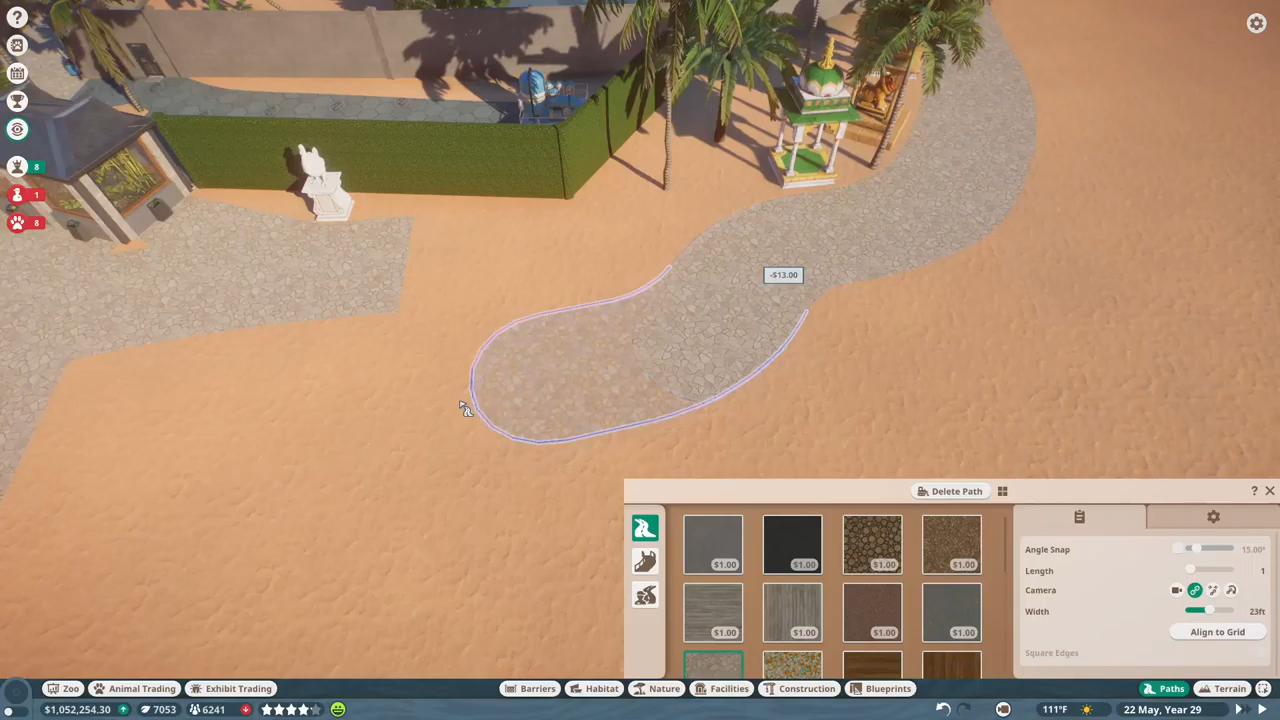 8
1
8
-$13.00
Delete Path
?
$1.00 $1.00 $1.00 $1.00
$1.00 $1.00 $1.00 $1.00
Angle Snap 15.00°
Length 1
Camera
Width 23ft
Align to Grid
Square Edges
Zoo Animal Trading Exhibit Trading Barriers Habitat Nature Facilities Construction Blueprints Paths Terrain
$1,052,254.30 7053 6241 111°F 22 May, Year 29